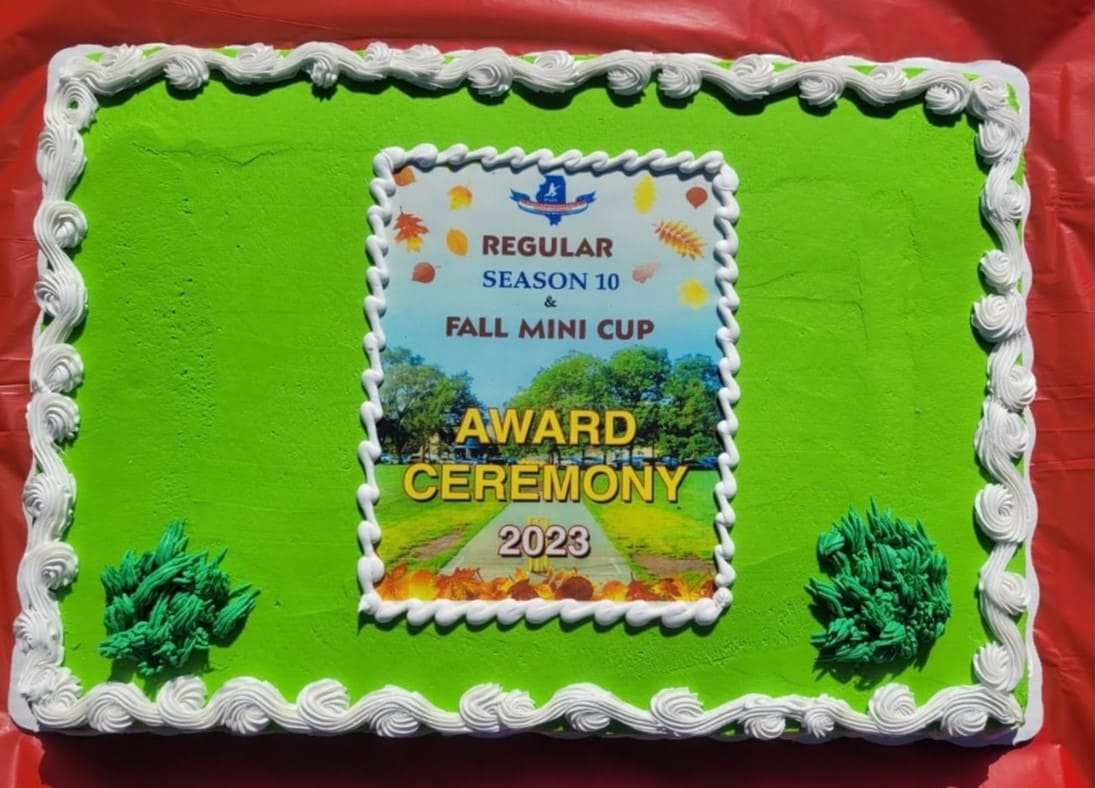 REGULAR
SEASON 10
&
FALL MINI CUP
AWARD
CEREMONY
2023